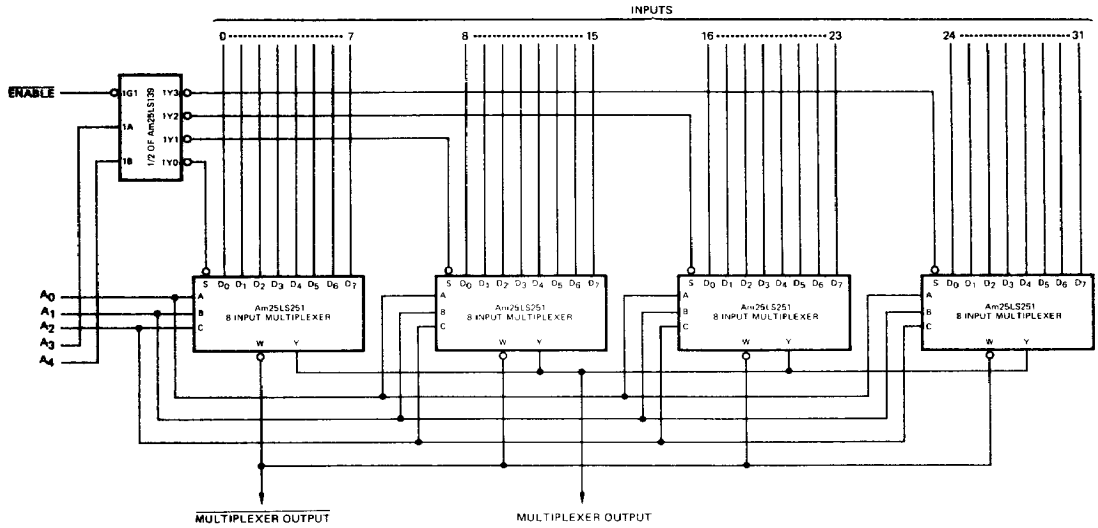 INPUTS
0 7 8 15 16 23 24 31
ENABLE
1G1 1Y3
1Y2
1A 1Y1
1B 1Y0
1/2 OF Am25LS139
S D0 D1 D2 D3 D4 D5 D6 D7
A
B
C
Am25LS251
8 INPUT MULTIPLEXER
W Y
S D0 D1 D2 D3 D4 D5 D6 D7
A
B
C
Am25LS251
8 INPUT MULTIPLEXER
W Y
S D0 D1 D2 D3 D4 D5 D6 D7
A
B
C
Am25LS251
8 INPUT MULTIPLEXER
W Y
S D0 D1 D2 D3 D4 D5 D6 D7
A
B
C
Am25LS251
8 INPUT MULTIPLEXER
W Y
A0
A1
A2
A3
A4
MULTIPLEXER OUTPUT
MULTIPLEXER OUTPUT